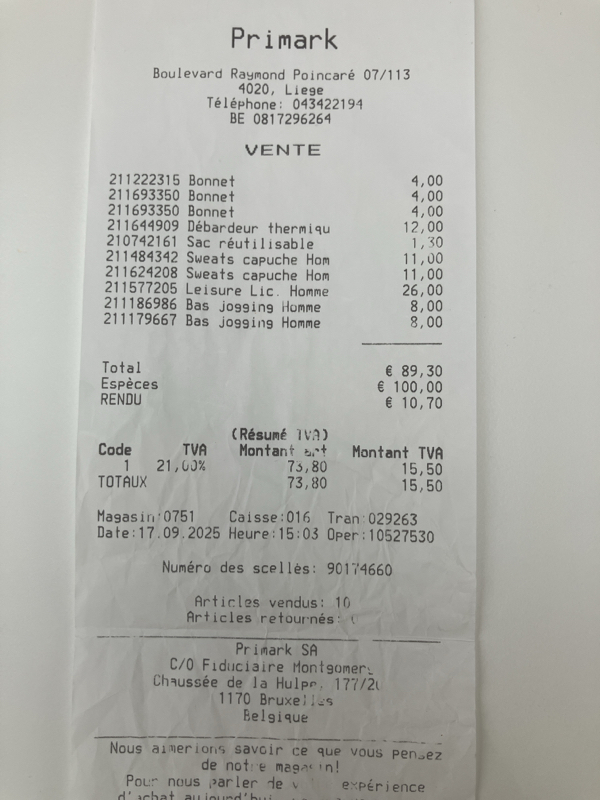 Primark
Boulevard Raymond Poincaré 07/113
4020, Liege
Téléphone: 043422194
BE 0817296264
VENTE
211222315 Bonnet 4,00
211693350 Bonnet 4,00
211693350 Bonnet 4,00
211644909 Débardeur thermiqu 12,00
210742161 Sac réutilisable 1,30
211484342 Sweats capuche Hom 11,00
211624208 Sweats capuche Hom 11,00
211577205 Leisure Lic. Homme 26,00
211186986 Bas jogging Homme 8,00
211179667 Bas jogging Homme 8,00
Total € 89,30
Espèces € 100,00
RENDU € 10,70
(Résumé TVA)
Code TVA Montant Montant TVA
1 21,00% 73,80 15,50
TOTAUX 73,80 15,50
Magasin:0751 Caisse:016 Tran:029263
Date:17.09.2025 Heure:15:03 Oper:10527530
Numéro des scellés: 90174660
Articles vendus: 10
Articles retournés:
Primark SA
C/O Fiduciaire Montgomery
Chaussée de la Hulpe, 177/20
1170 Bruxelles
Belgique
Nous aimerions savoir ce que vous pensez
de notre magasin!
Pour nous parler de expérience
d'achat aujourd'hui